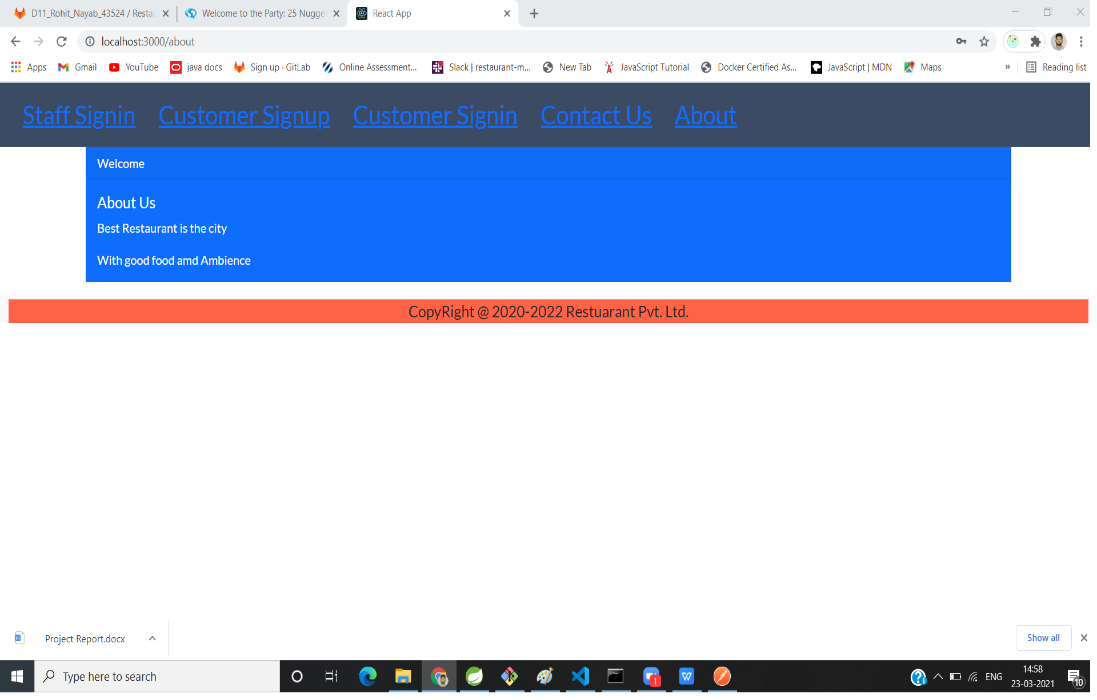 D11_Rohit_Nayab_43524 / Resta
Welcome to the Party: 25 Nugge
React App
localhost:3000/about
Apps
Gmail
YouTube
java docs
Sign up · GitLab
Online Assessment...
Slack | restaurant-m...
New Tab
JavaScript Tutorial
Docker Certified As...
JavaScript | MDN
Maps
»
Reading list
Staff Signin
Customer Signup
Customer Signin
Contact Us
About
Welcome
About Us
Best Restaurant is the city
With good food amd Ambience
CopyRight @ 2020-2022 Restuarant Pvt. Ltd.
Project Report.docx
Show all
Type here to search
1
ENG
14:58
23-03-2021
10